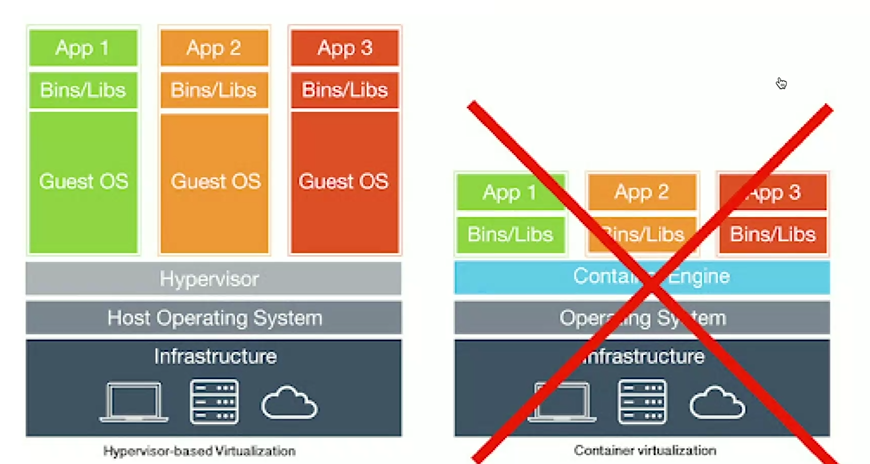 App 1
App 2
App 3
Bins/Libs
Bins/Libs
Bins/Libs
Guest OS
Guest OS
Guest OS
Hypervisor
Host Operating System
Infrastructure
Hypervisor-based Virtualization
App 1
App 2
App 3
Bins/Libs
Bins/Libs
Bins/Libs
Container Engine
Operating System
Infrastructure
Container virtualization